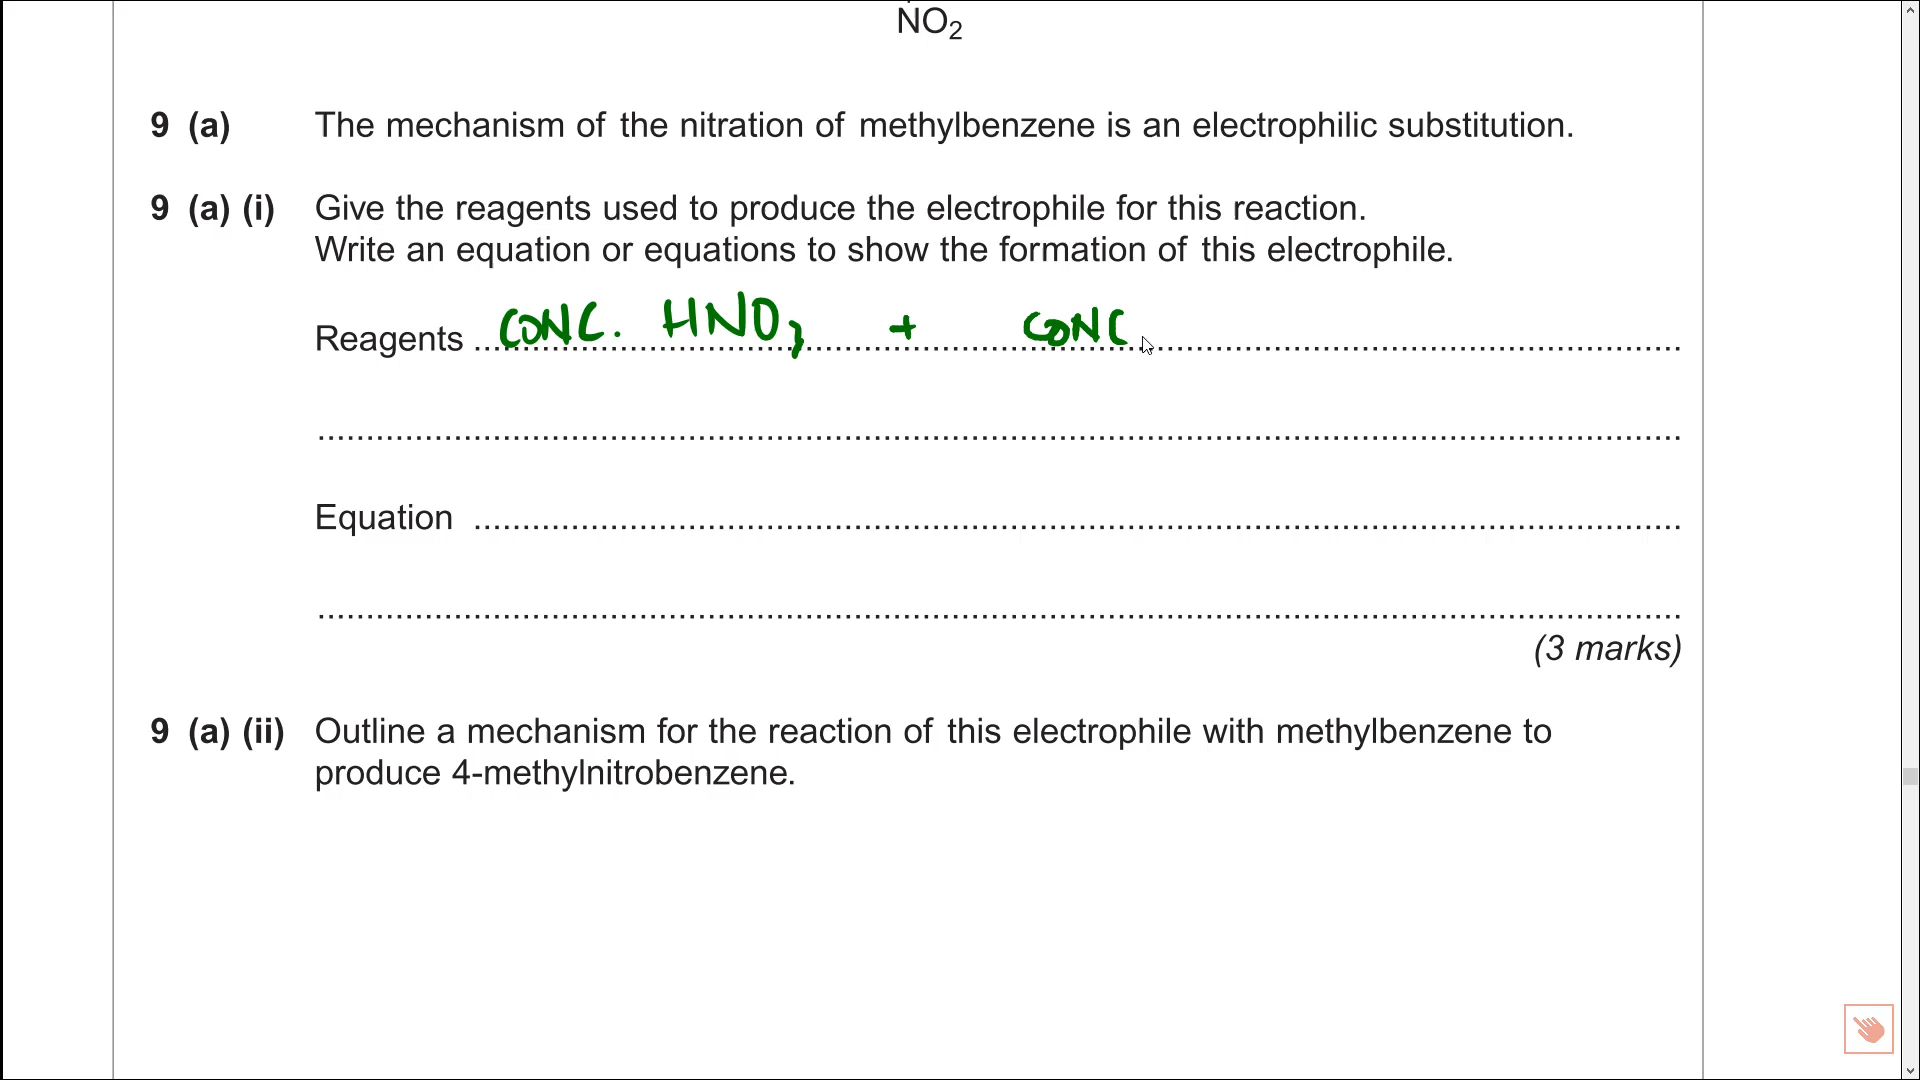 NO2
9 (a) The mechanism of the nitration of methylbenzene is an electrophilic substitution.
9 (a) (i) Give the reagents used to produce the electrophile for this reaction.
Write an equation or equations to show the formation of this electrophile.
Reagents CONC. HNO3 + CONC
Equation
(3 marks)
9 (a) (ii) Outline a mechanism for the reaction of this electrophile with methylbenzene to
produce 4-methylnitrobenzene.